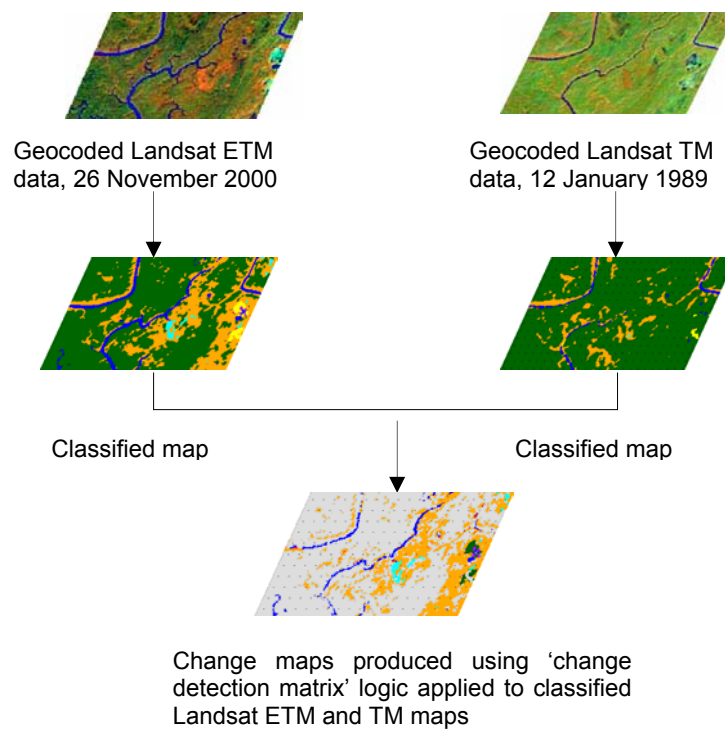 Geocoded Landsat ETM
data, 26 November 2000
Geocoded Landsat TM
data, 12 January 1989
Classified map
Classified map
Change maps produced using ‘change
detection matrix’ logic applied to classified
Landsat ETM and TM maps